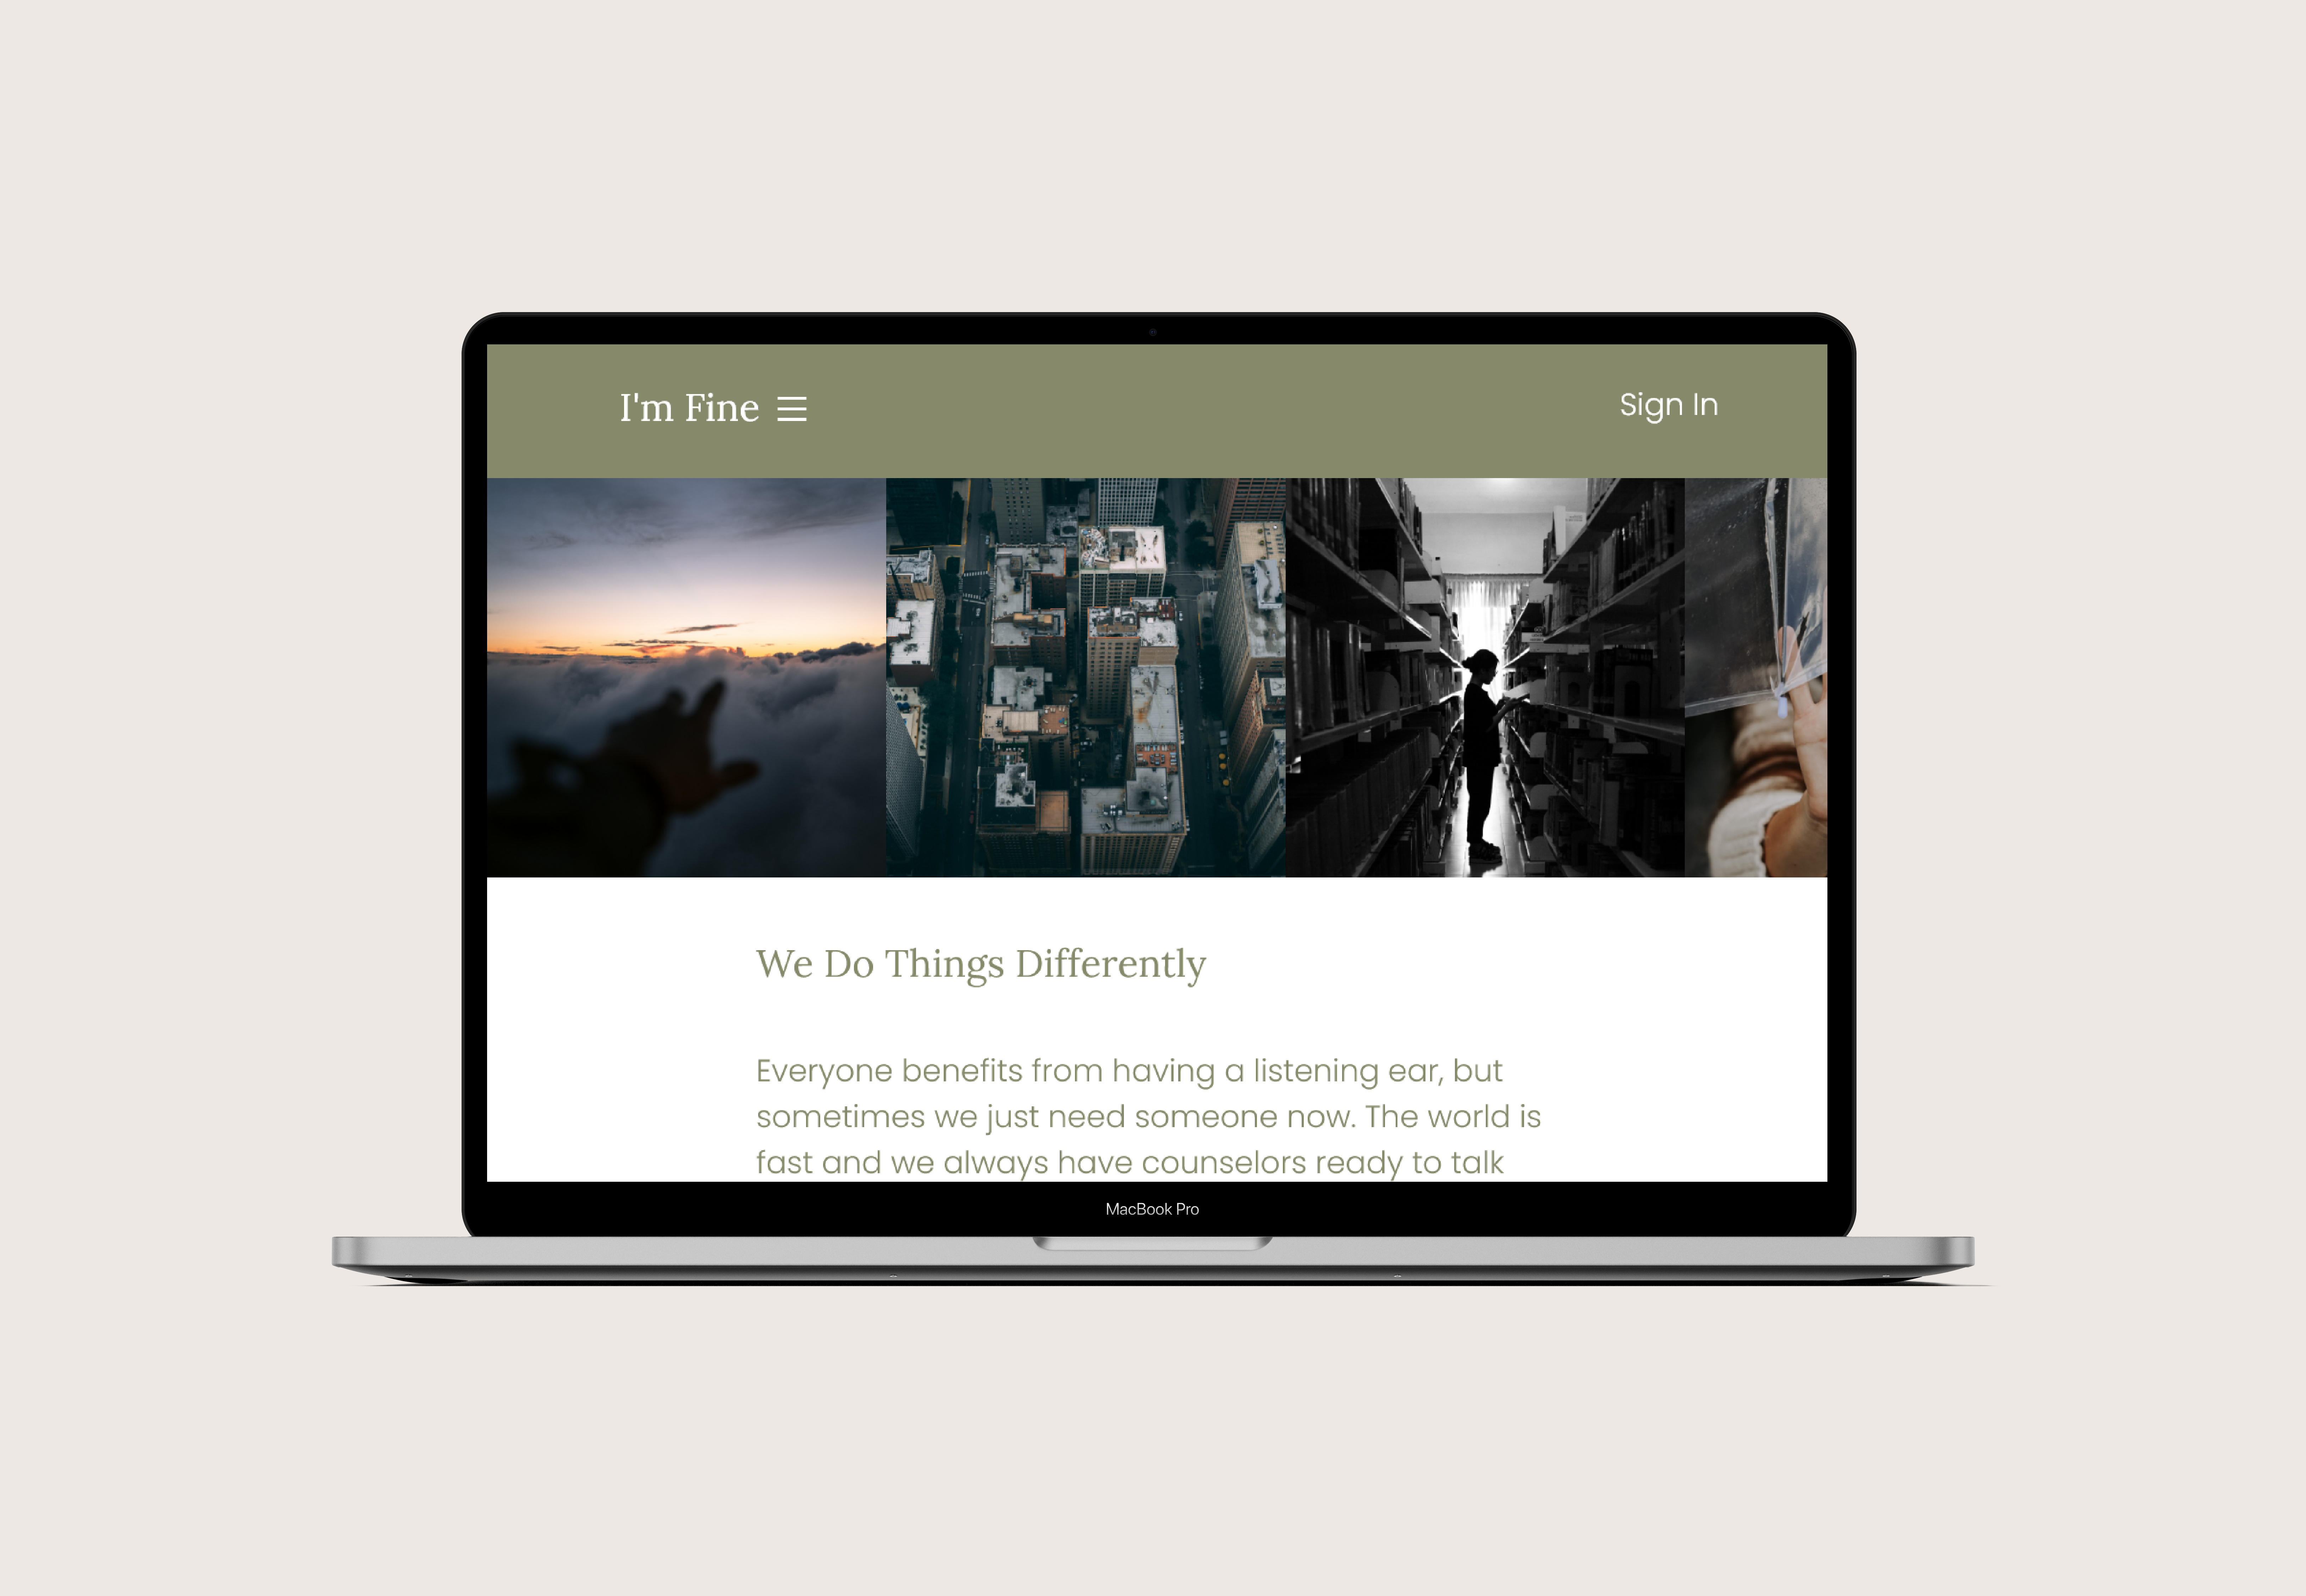 I'm Fine
Sign In
We Do Things Differently
Everyone benefits from having a listening ear, but
sometimes we just need someone now. The world is
fast and we always have counselors ready to talk
MacBook Pro